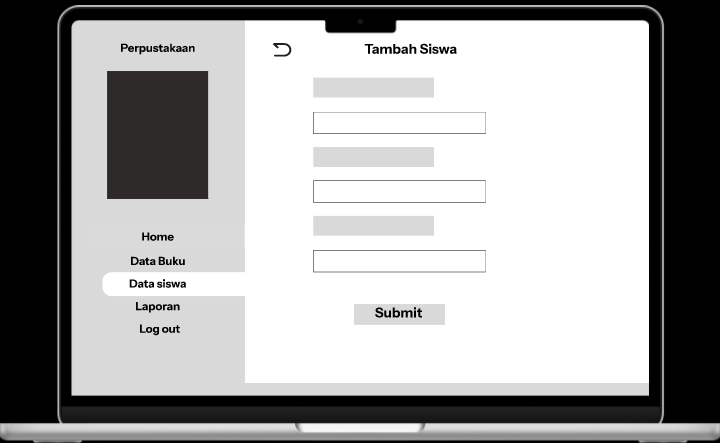 Perpustakaan
Home
Data Buku
Data siswa
Laporan
Log out
Tambah Siswa
Submit